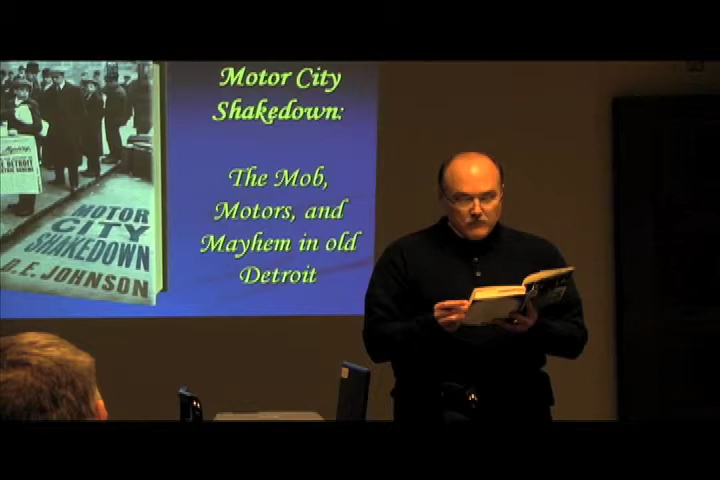 Motor City
Shakedown:
The Mob,
Motors, and
Mayhem in old
Detroit
MOTOR
CITY
SHAKEDOWN
D. E. JOHNSON